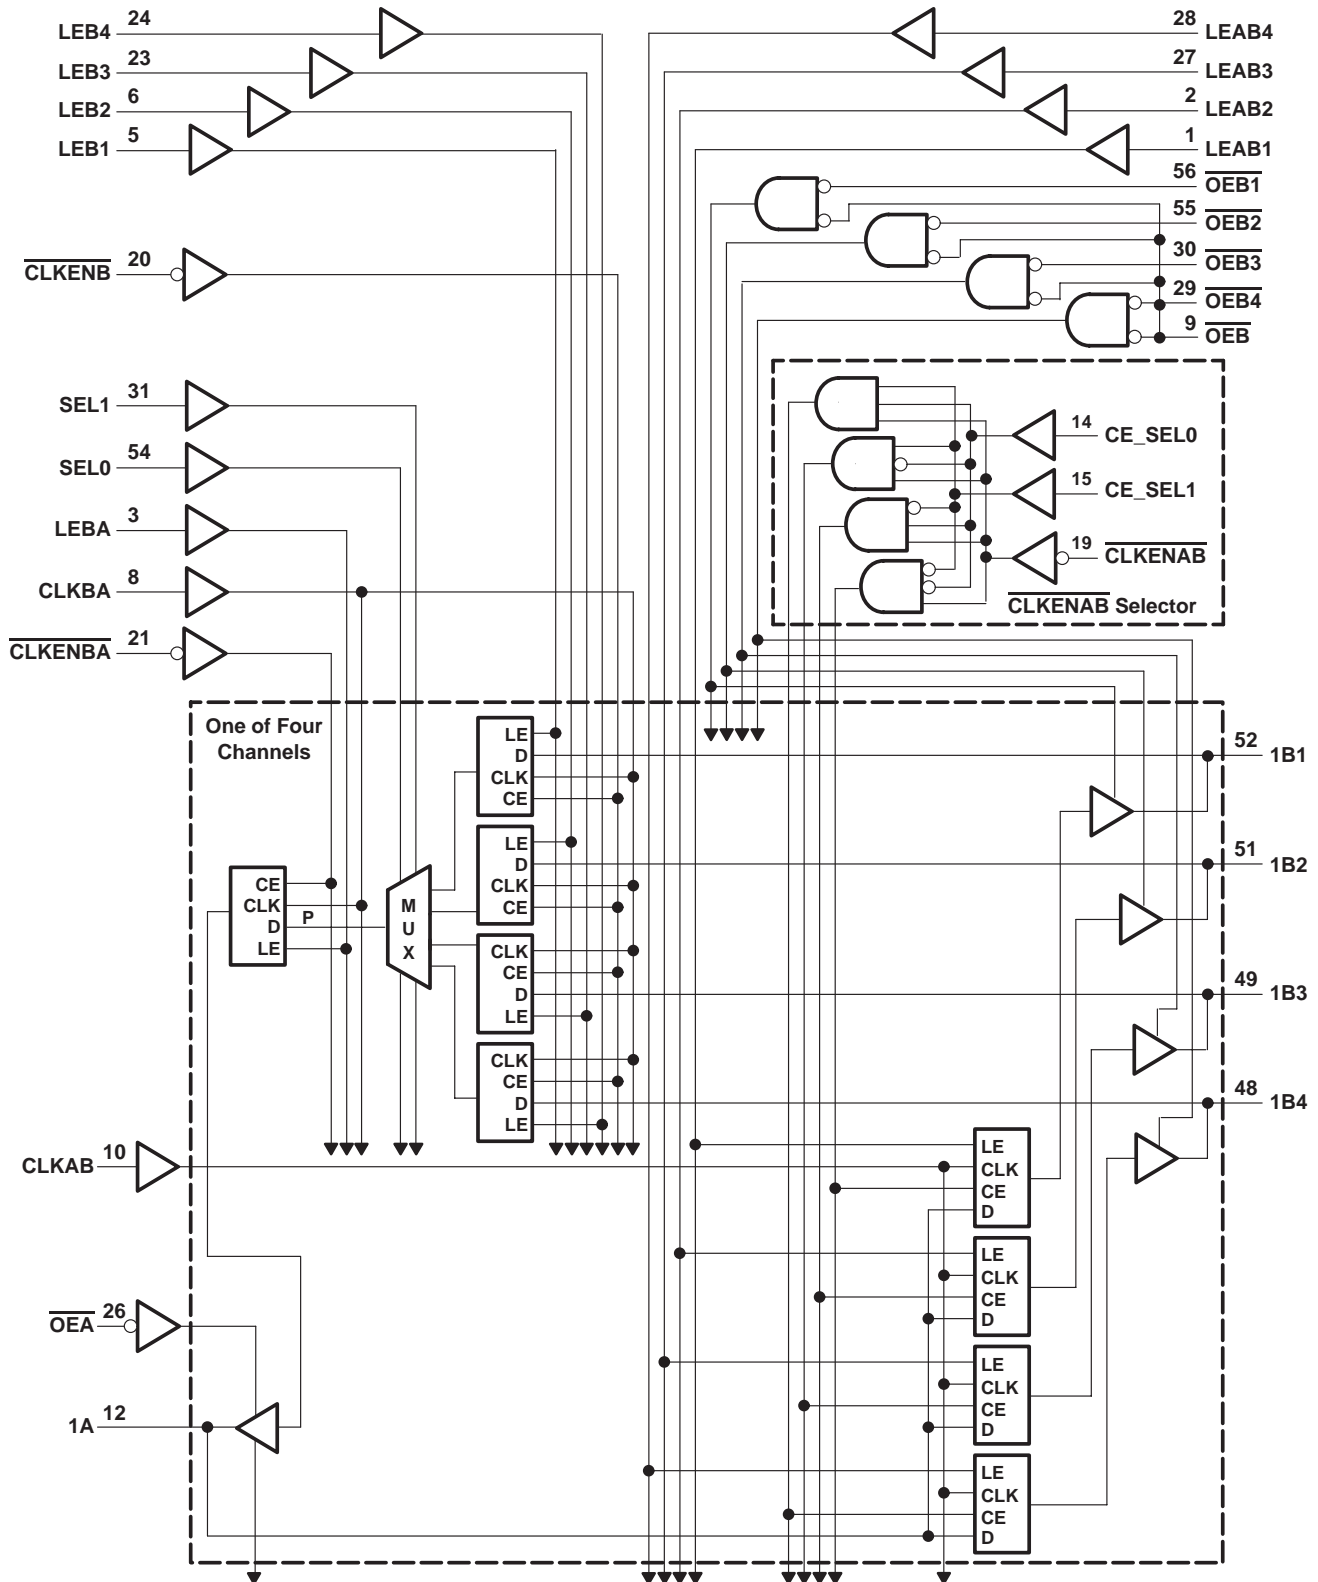 LEB4 24
LEB3 23
LEB2 6
LEB1 5
CLKENB 20
SEL1 31
SEL0 54
LEBA 3
CLKBA 8
CLKENBA 21
28 LEAB4
27 LEAB3
2 LEAB2
1 LEAB1
56 OEB1
55 OEB2
30 OEB3
29 OEB4
9 OEB
14 CE_SEL0
15 CE_SEL1
19 CLKENAB
CLKENAB Selector
One of Four
Channels
LE
D
CLK
CE
LE
D
CLK
CE
CLK
CE
D
LE
CLK
CE
D
LE
CE
CLK
D
LE
P
M
U
X
52 1B1
51 1B2
49 1B3
48 1B4
CLKAB 10
OEA 26
1A 12
LE
CLK
CE
D
LE
CLK
CE
D
LE
CLK
CE
D
LE
CLK
CE
D